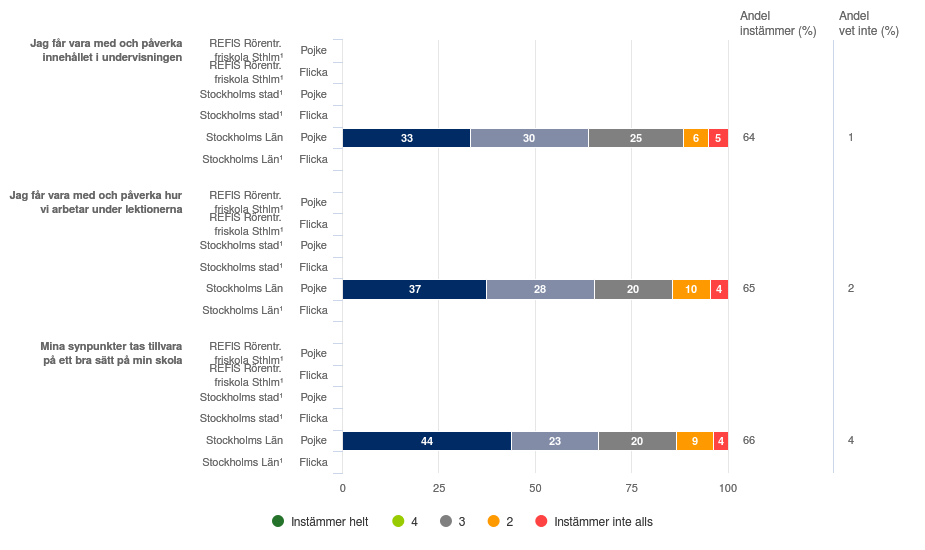 Andel
instämmer (%)
Andel
vet inte (%)
Jag får vara med och påverka
innehållet i undervisningen
REFIS Rörentr.
friskola Sthlm¹
Pojke
REFIS Rörentr.
friskola Sthlm¹
Flicka
Stockholms stad¹ Pojke
Stockholms stad¹ Flicka
Stockholms Län Pojke 33 30 25 6 5 64 1
Stockholms Län¹ Flicka
Jag får vara med och påverka hur
vi arbetar under lektionerna
REFIS Rörentr.
friskola Sthlm¹
Pojke
REFIS Rörentr.
friskola Sthlm¹
Flicka
Stockholms stad¹ Pojke
Stockholms stad¹ Flicka
Stockholms Län Pojke 37 28 20 10 4 65 2
Stockholms Län¹ Flicka
Mina synpunkter tas tillvara
på ett bra sätt på min skola
REFIS Rörentr.
friskola Sthlm¹
Pojke
REFIS Rörentr.
friskola Sthlm¹
Flicka
Stockholms stad¹ Pojke
Stockholms stad¹ Flicka
Stockholms Län Pojke 44 23 20 9 4 66 4
Stockholms Län¹ Flicka
0 25 50 75 100
Instämmer helt 4 3 2 Instämmer inte alls